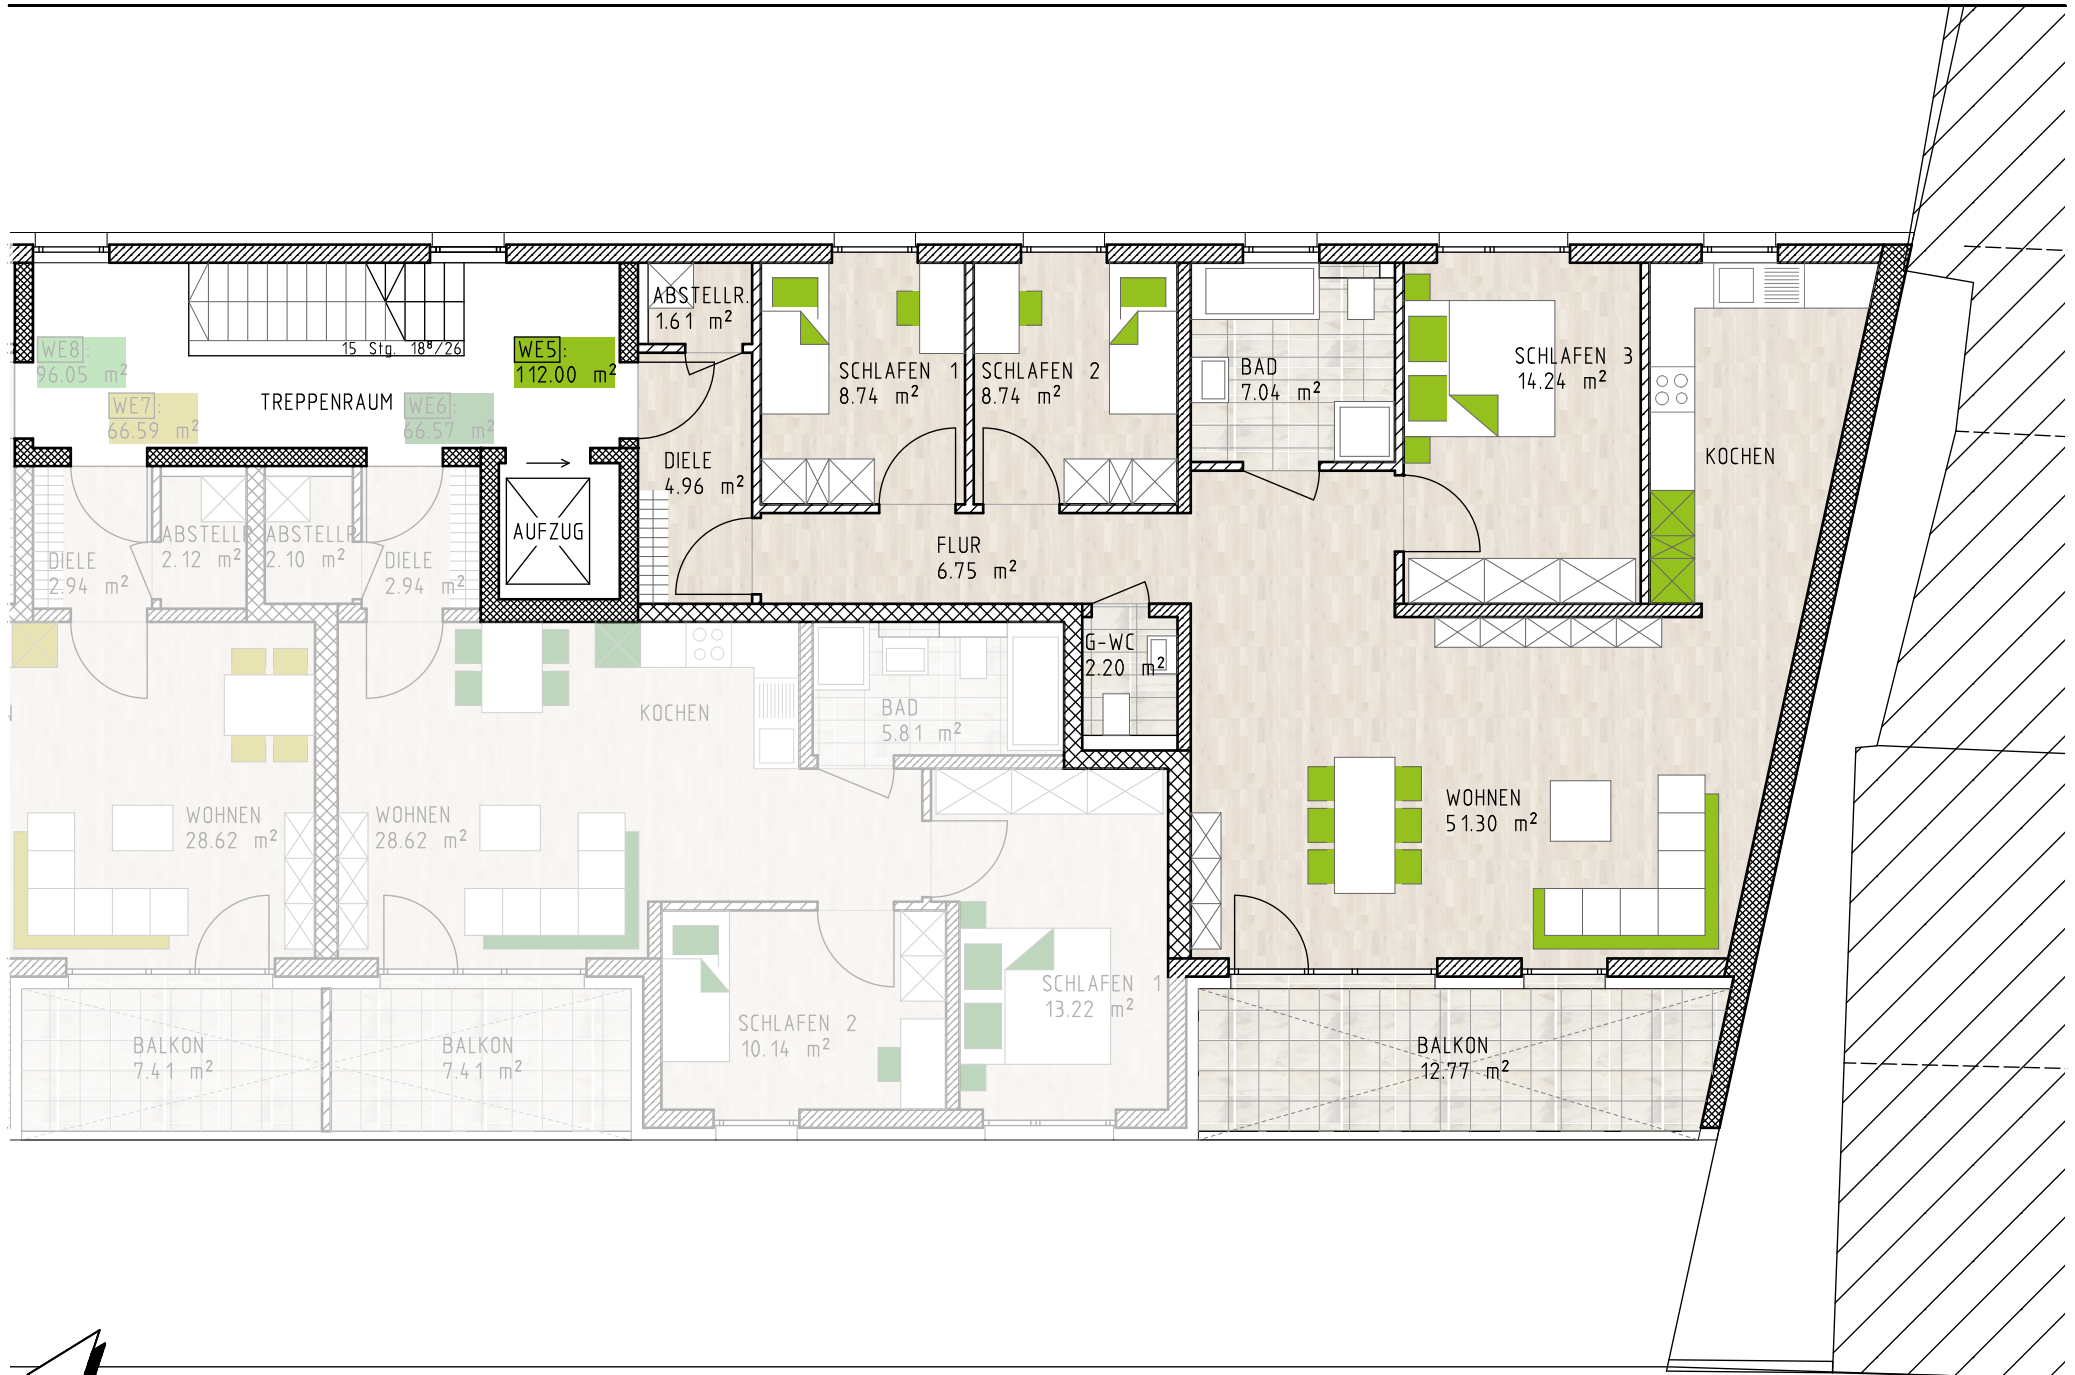 ABSTELLR.
1.61 m²
WE8:
96.05 m²
15 Stg. 18⁸/26
WE5:
112.00 m²
SCHLAFEN 1
8.74 m²
SCHLAFEN 2
8.74 m²
BAD
7.04 m²
SCHLAFEN 3
14.24 m²
WE7:
66.59 m²
TREPPENRAUM
WE6:
66.57 m²
DIELE
4.96 m²
KOCHEN
ABSTELLR
2.12 m²
ABSTELLR
2.10 m²
DIELE
2.94 m²
DIELE
2.94 m²
AUFZUG
FLUR
6.75 m²
G-WC
2.20 m²
KOCHEN
BAD
5.81 m²
WOHNEN
28.62 m²
WOHNEN
28.62 m²
WOHNEN
51.30 m²
SCHLAFEN 1
13.22 m²
SCHLAFEN 2
10.14 m²
BALKON
7.41 m²
BALKON
7.41 m²
BALKON
12.77 m²